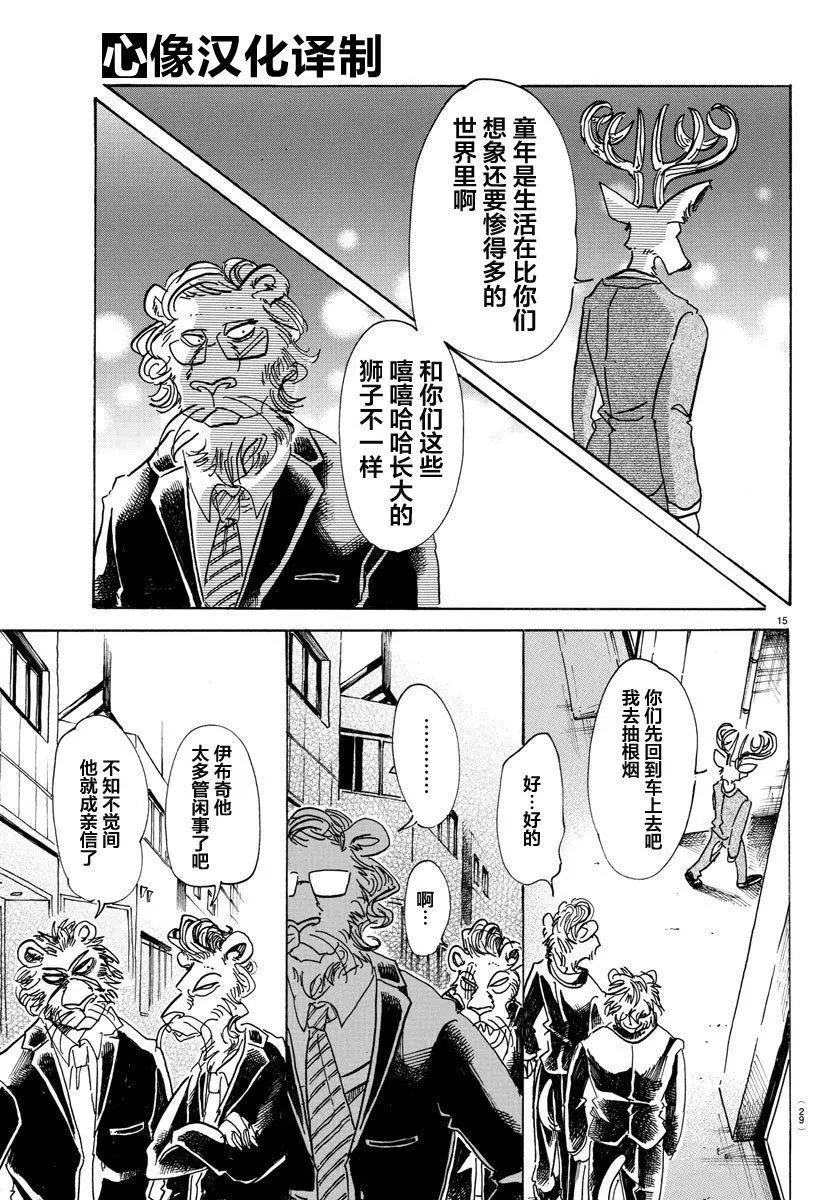 心像汉化译制
童年是生活在比你们
想象还要惨得多的
世界里啊
和你们这些
嘻嘻哈哈长大的
狮子不一样
15
你们先回到车上去吧
我去抽根烟
好…好的
………
啊…
伊布奇他
太多管闲事了吧
不知不觉间
他就成亲信了
（29）